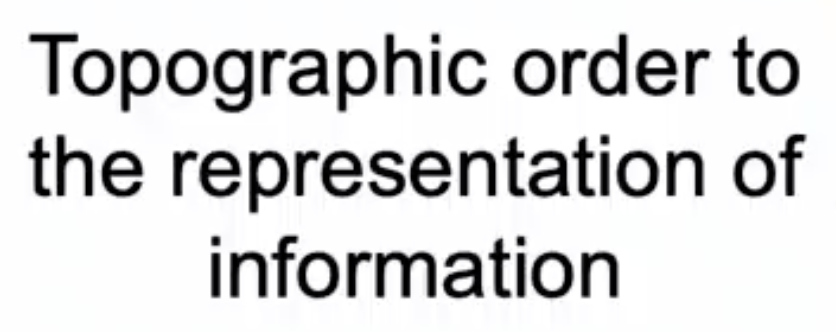 Topographic order to
the representation of
information